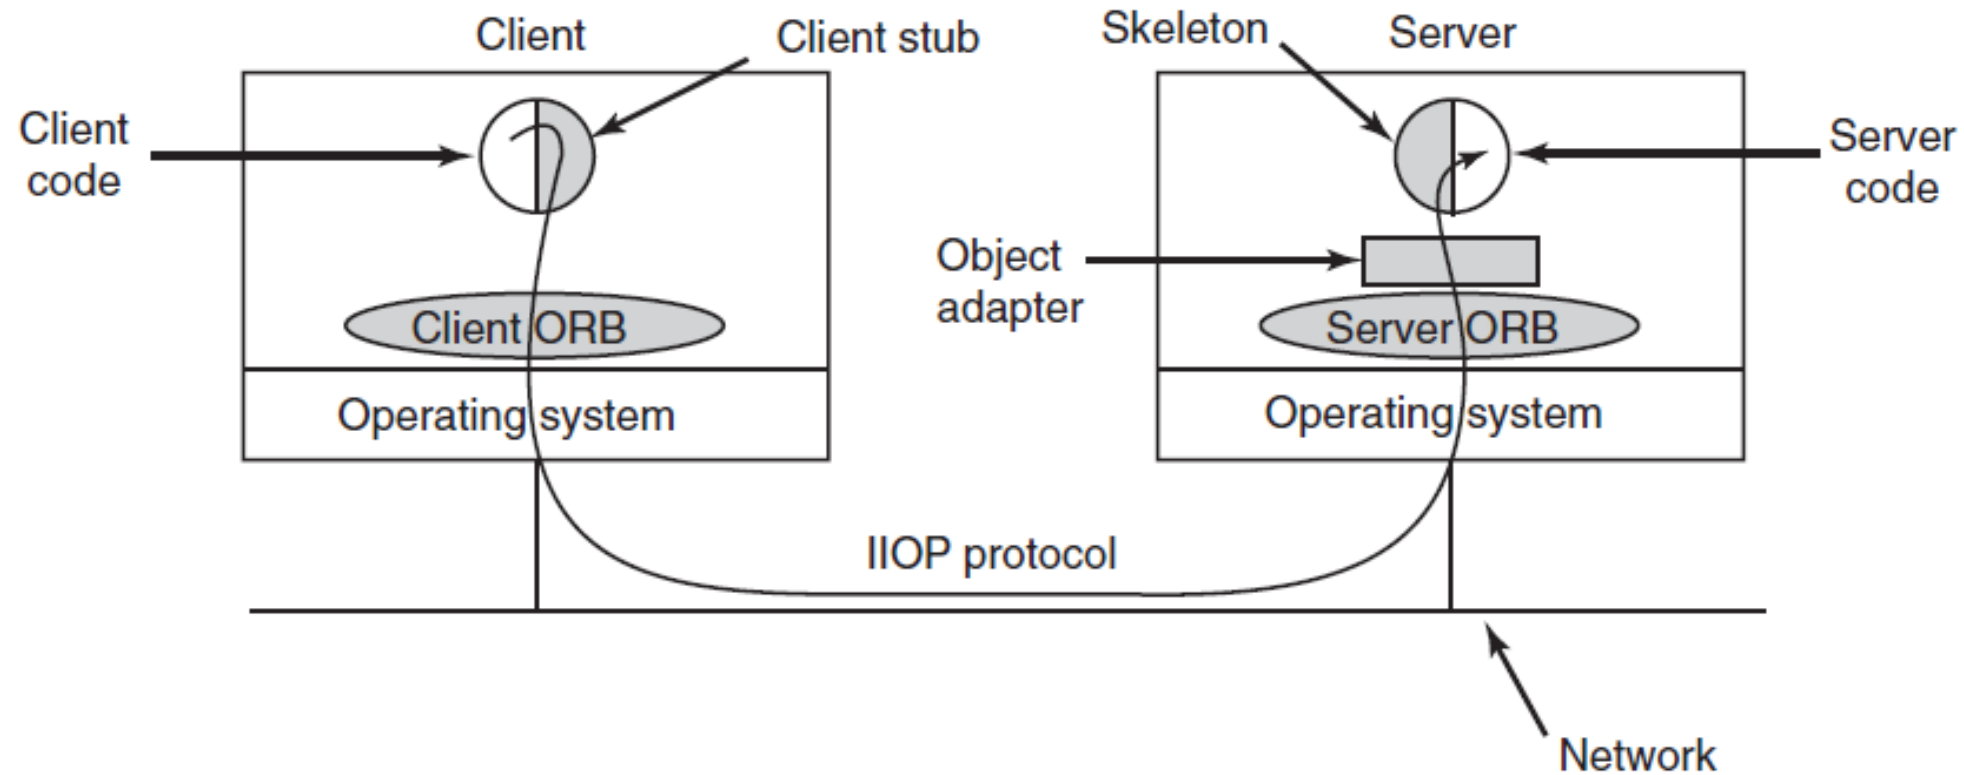 Client
Client stub
Skeleton
Server
Client
code
Server
code
Object
adapter
Client ORB
Server ORB
Operating system
Operating system
IIOP protocol
Network